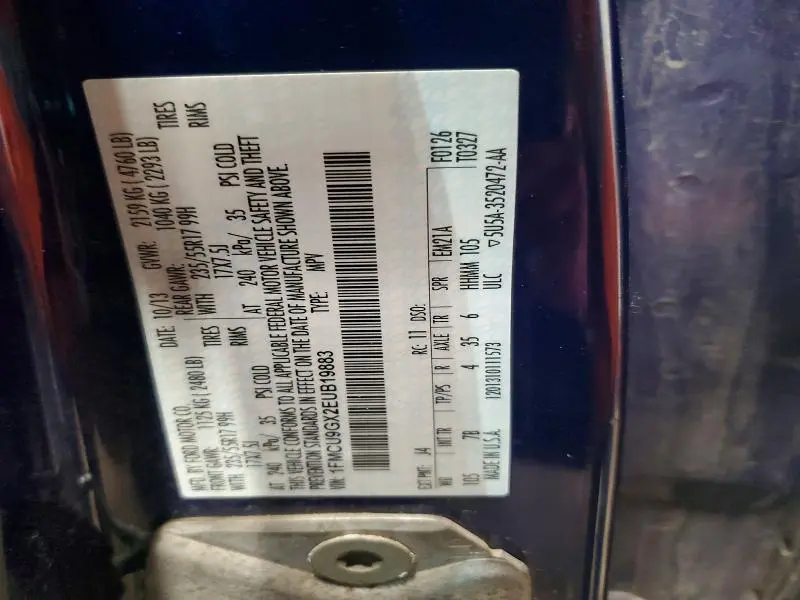 MFD. BY FORD MOTOR CO.
DATE: 10/13 GVWR: 2159 KG ( 4760 LB)
FRONT GAWR: 1125 KG ( 2480 LB) REAR GAWR: 1040 KG ( 2293 LB)
WITH 235/55R17 99H TIRES WITH 235/55R17 99H TIRES
17X7.5J RIMS 17X7.5J RIMS
AT 240 kPa/ 35 PSI COLD AT 240 kPa/ 35 PSI COLD
THIS VEHICLE CONFORMS TO ALL APPLICABLE FEDERAL MOTOR VEHICLE SAFETY AND THEFT
PREVENTION STANDARDS IN EFFECT ON THE DATE OF MANUFACTURE SHOWN ABOVE.
VIN: 1FMCU9GX2EUB19883 TYPE: MPV
F0126
T0327
EXT PNT: J4 RC: 11 DSO:
WB INT TR TP/PS R AXLE TR SPR EM21A
105 7B 4 35 6 HHMM 105
MADE IN U.S.A. 1201310111573 ULC ▽5U5A-3520472-AA